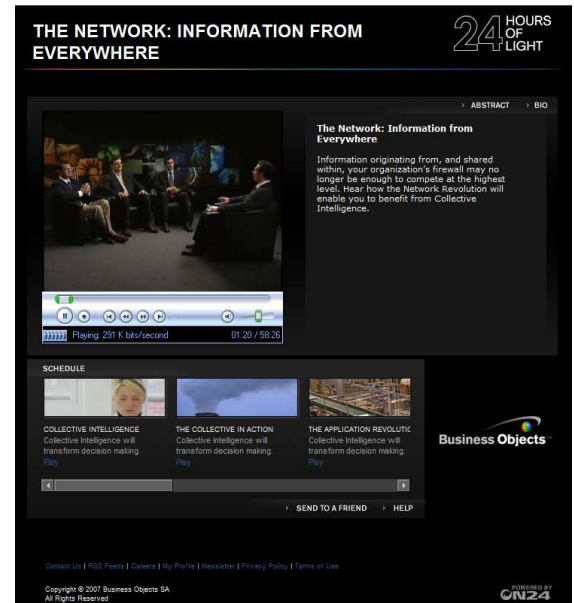 THE NETWORK: INFORMATION FROM
EVERYWHERE
24 HOURS
OF
LIGHT
› ABSTRACT › BIO
The Network: Information from
Everywhere
Information originating from, and shared
within, your organization's firewall may no
longer be enough to compete at the highest
level. Hear how the Network Revolution will
enable you to benefit from Collective
Intelligence.
Playing: 291 K bits/second 01:20 / 58:26
SCHEDULE
COLLECTIVE INTELLIGENCE
Collective Intelligence will
transform decision making.
Play
THE COLLECTIVE IN ACTION
Collective Intelligence will
transform decision making.
Play
THE APPLICATION REVOLUTIC
Collective Intelligence will
transform decision making.
Play
Business Objects
› SEND TO A FRIEND › HELP
Contact Us | RSS Feeds | Careers | My Profile | Newsletter | Privacy Policy | Terms of Use
Copyright © 2007 Business Objects SA
All Rights Reserved
POWERED BY
ON24